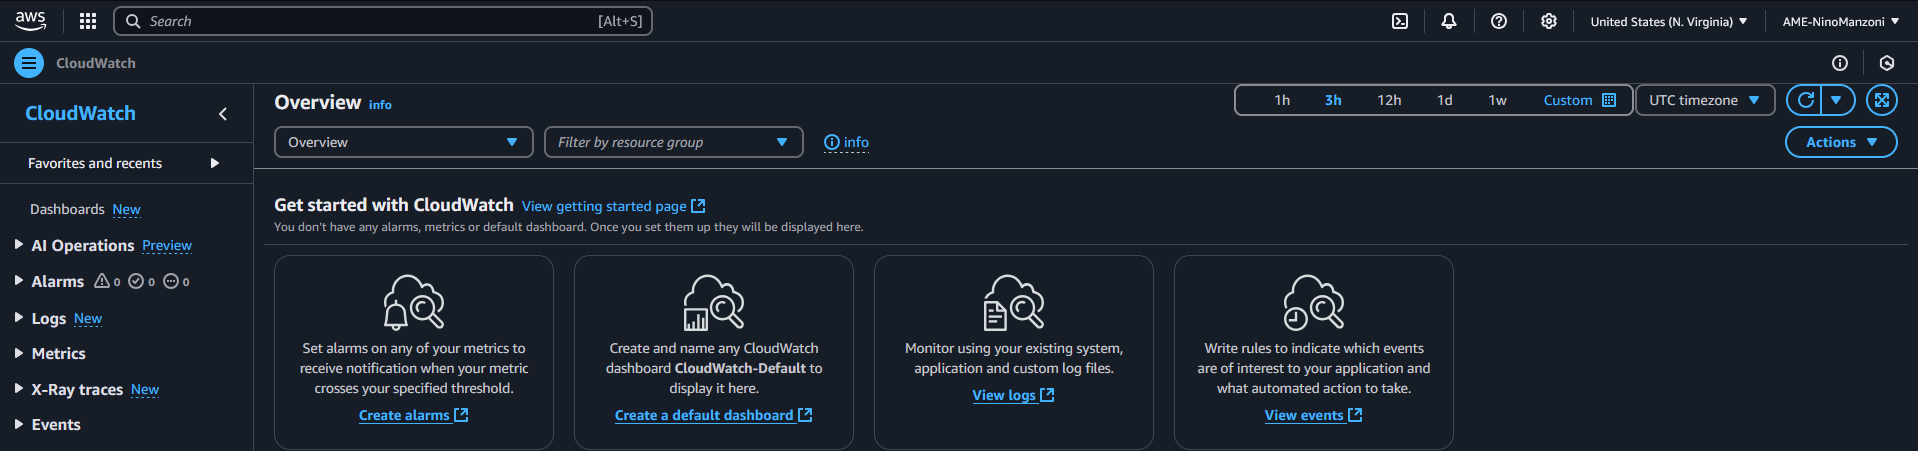 aws
Search [Alt+S]
United States (N. Virginia)
AME-NinoManzoni
CloudWatch
CloudWatch
Favorites and recents
Dashboards New
AI Operations Preview
Alarms 0 0 0
Logs New
Metrics
X-Ray traces New
Events
Overview info
1h 3h 12h 1d 1w Custom
UTC timezone
Overview
Filter by resource group
info
Actions
Get started with CloudWatch View getting started page
You don't have any alarms, metrics or default dashboard. Once you set them up they will be displayed here.
Set alarms on any of your metrics to
receive notification when your metric
crosses your specified threshold.
Create alarms
Create and name any CloudWatch
dashboard CloudWatch-Default to
display it here.
Create a default dashboard
Monitor using your existing system,
application and custom log files.
View logs
Write rules to indicate which events
are of interest to your application and
what automated action to take.
View events